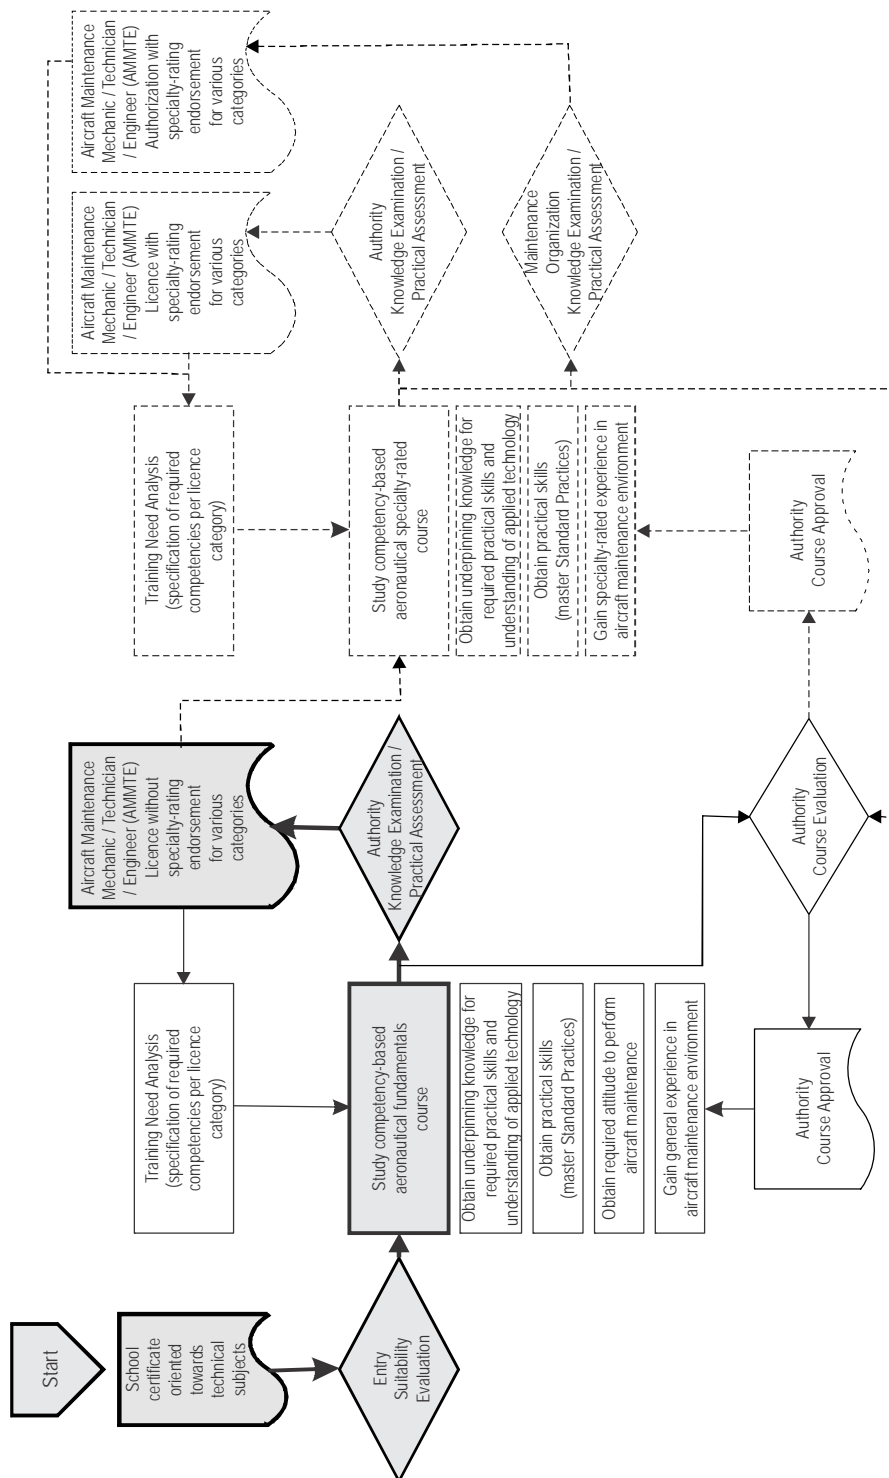 Start
School
certificate
oriented
towards
technical
subjects
Entry
Suitability
Evaluation
Training Need Analysis
(specification of required
competencies per licence
category)
Study competency-based
aeronautical fundamentals
course
Obtain underpinning knowledge for
required practical skills and
understanding of applied technology
Obtain practical skills
(master Standard Practices)
Obtain required attitude to perform
aircraft maintenance
Gain general experience in
aircraft maintenance environment
Authority
Course Approval
Aircraft Maintenance
Mechanic / Technician
/ Engineer (AMMTE)
Licence without
specialty-rating
endorsement
for various
categories
Authority
Knowledge Examination /
Practical Assessment
Authority
Course Evaluation
Training Need Analysis
(specification of required
competencies per licence
category)
Study competency-based
aeronautical specialty-rated
course
Obtain underpinning knowledge for
required practical skills and
understanding of applied technology
Obtain practical skills
(master Standard Practices)
Gain specialty-rated experience in
aircraft maintenance environment
Authority
Course Approval
Aircraft Maintenance
Mechanic / Technician
/ Engineer (AMMTE)
Authorization with
specialty-rating
endorsement
for various
categories
Aircraft Maintenance
Mechanic / Technician
/ Engineer (AMMTE)
Licence with
specialty-rating
endorsement
for various
categories
Authority
Knowledge Examination /
Practical Assessment
Maintenance
Organization
Knowledge Examination /
Practical Assessment